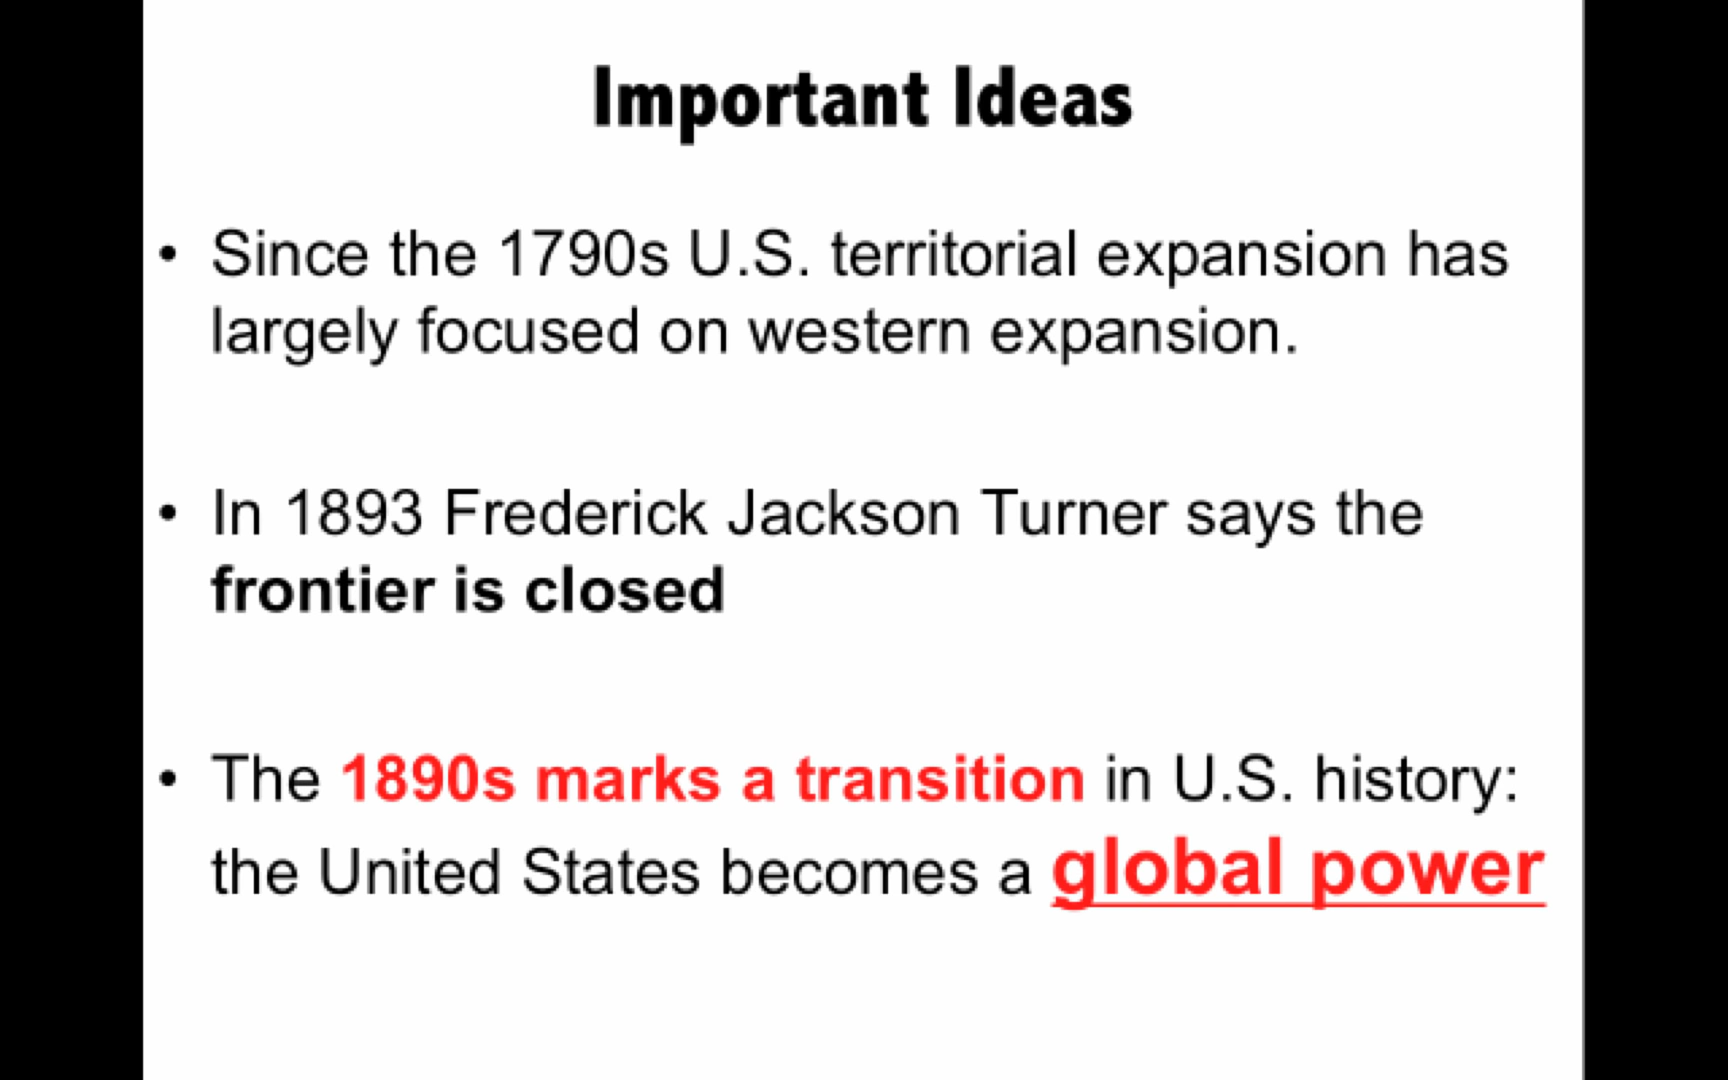 Important Ideas
• Since the 1790s U.S. territorial expansion has
largely focused on western expansion.
• In 1893 Frederick Jackson Turner says the
frontier is closed
• The 1890s marks a transition in U.S. history:
the United States becomes a global power